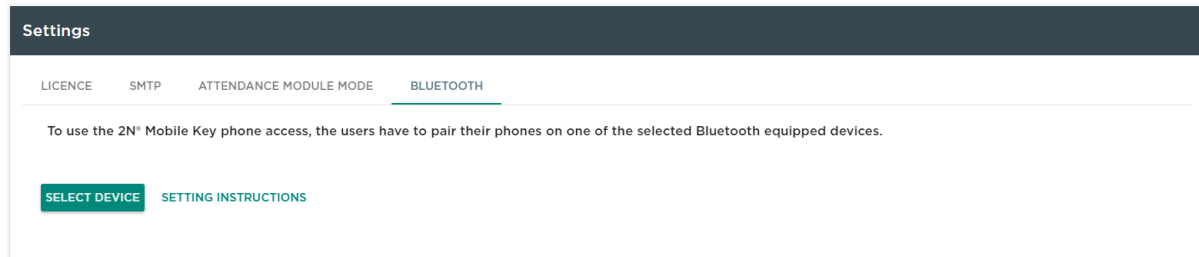 Settings
LICENCE SMTP ATTENDANCE MODULE MODE BLUETOOTH
To use the 2N® Mobile Key phone access, the users have to pair their phones on one of the selected Bluetooth equipped devices.
SELECT DEVICE SETTING INSTRUCTIONS